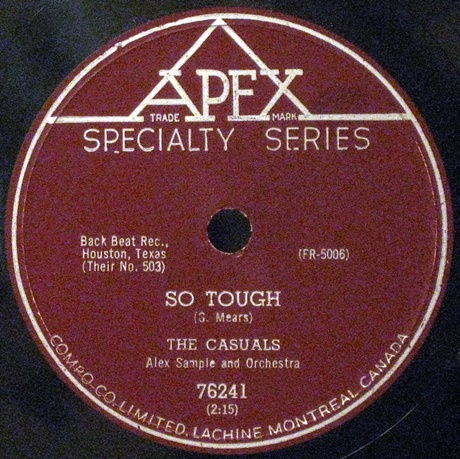 APEX
TRADE MARK
SPECIALTY SERIES
Back Beat Rec.,
Houston, Texas
(Their No. 503)
(FR-5006)
SO TOUGH
(G. Mears)
THE CASUALS
Alex Sample and Orchestra
76241
(2:15)
COMPO-CO. LIMITED, LACHINE MONTREAL CANADA